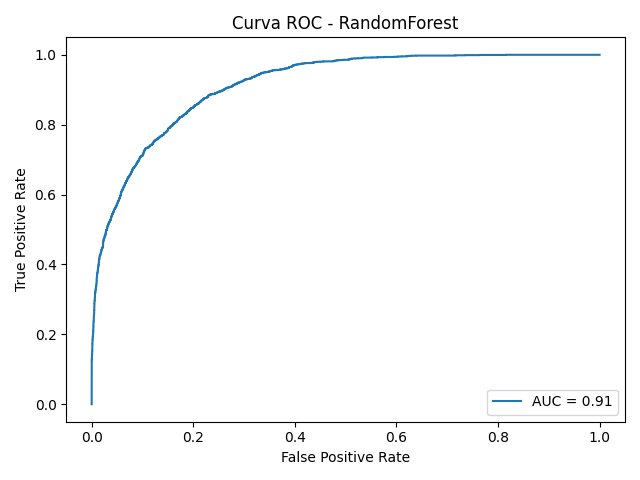 Curva ROC - RandomForest
1.0
0.8
0.6
0.4
0.2
0.0
True Positive Rate
0.0 0.2 0.4 0.6 0.8 1.0
False Positive Rate
AUC = 0.91